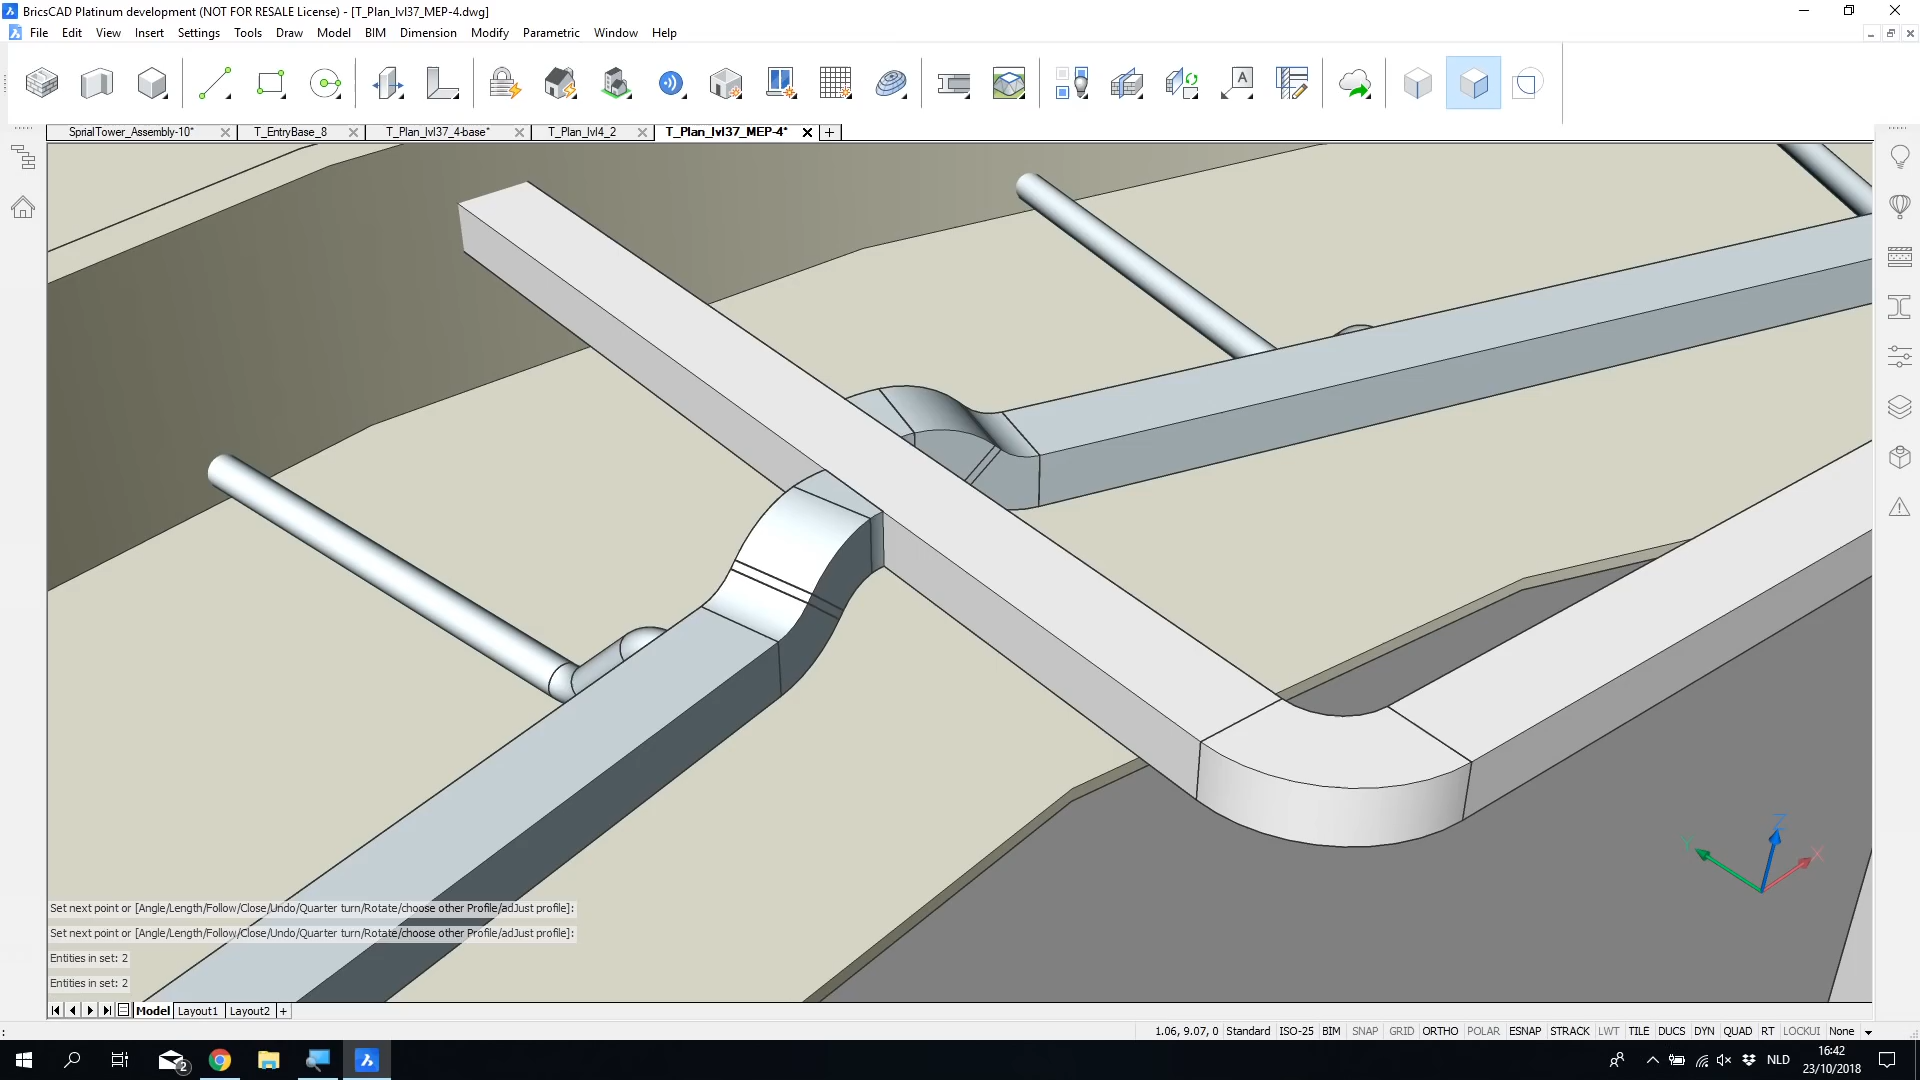 BricsCAD Platinum development (NOT FOR RESALE License) - [T_Plan_lvl37_MEP-4.dwg]
File Edit View Insert Settings Tools Draw Model BIM Dimension Modify Parametric Window Help
A
SprialTower_Assembly-10* T_EntryBase_8 T_Plan_lvl37_4-base* T_Plan_lvl4_2 T_Plan_lvl37_MEP-4*
Z
Y
X
Set next point or [Angle/Length/Follow/Close/Undo/Quarter turn/Rotate/choose other Profile/adJust profile]:
Set next point or [Angle/Length/Follow/Close/Undo/Quarter turn/Rotate/choose other Profile/adJust profile]:
Entities in set: 2
Entities in set: 2
Model Layout1 Layout2 +
: 1.06, 9.07, 0 Standard ISO-25 BIM SNAP GRID ORTHO POLAR ESNAP STRACK LWT TILE DUCS DYN QUAD RT LOCKUI None
2 NLD 16:42
23/10/2018